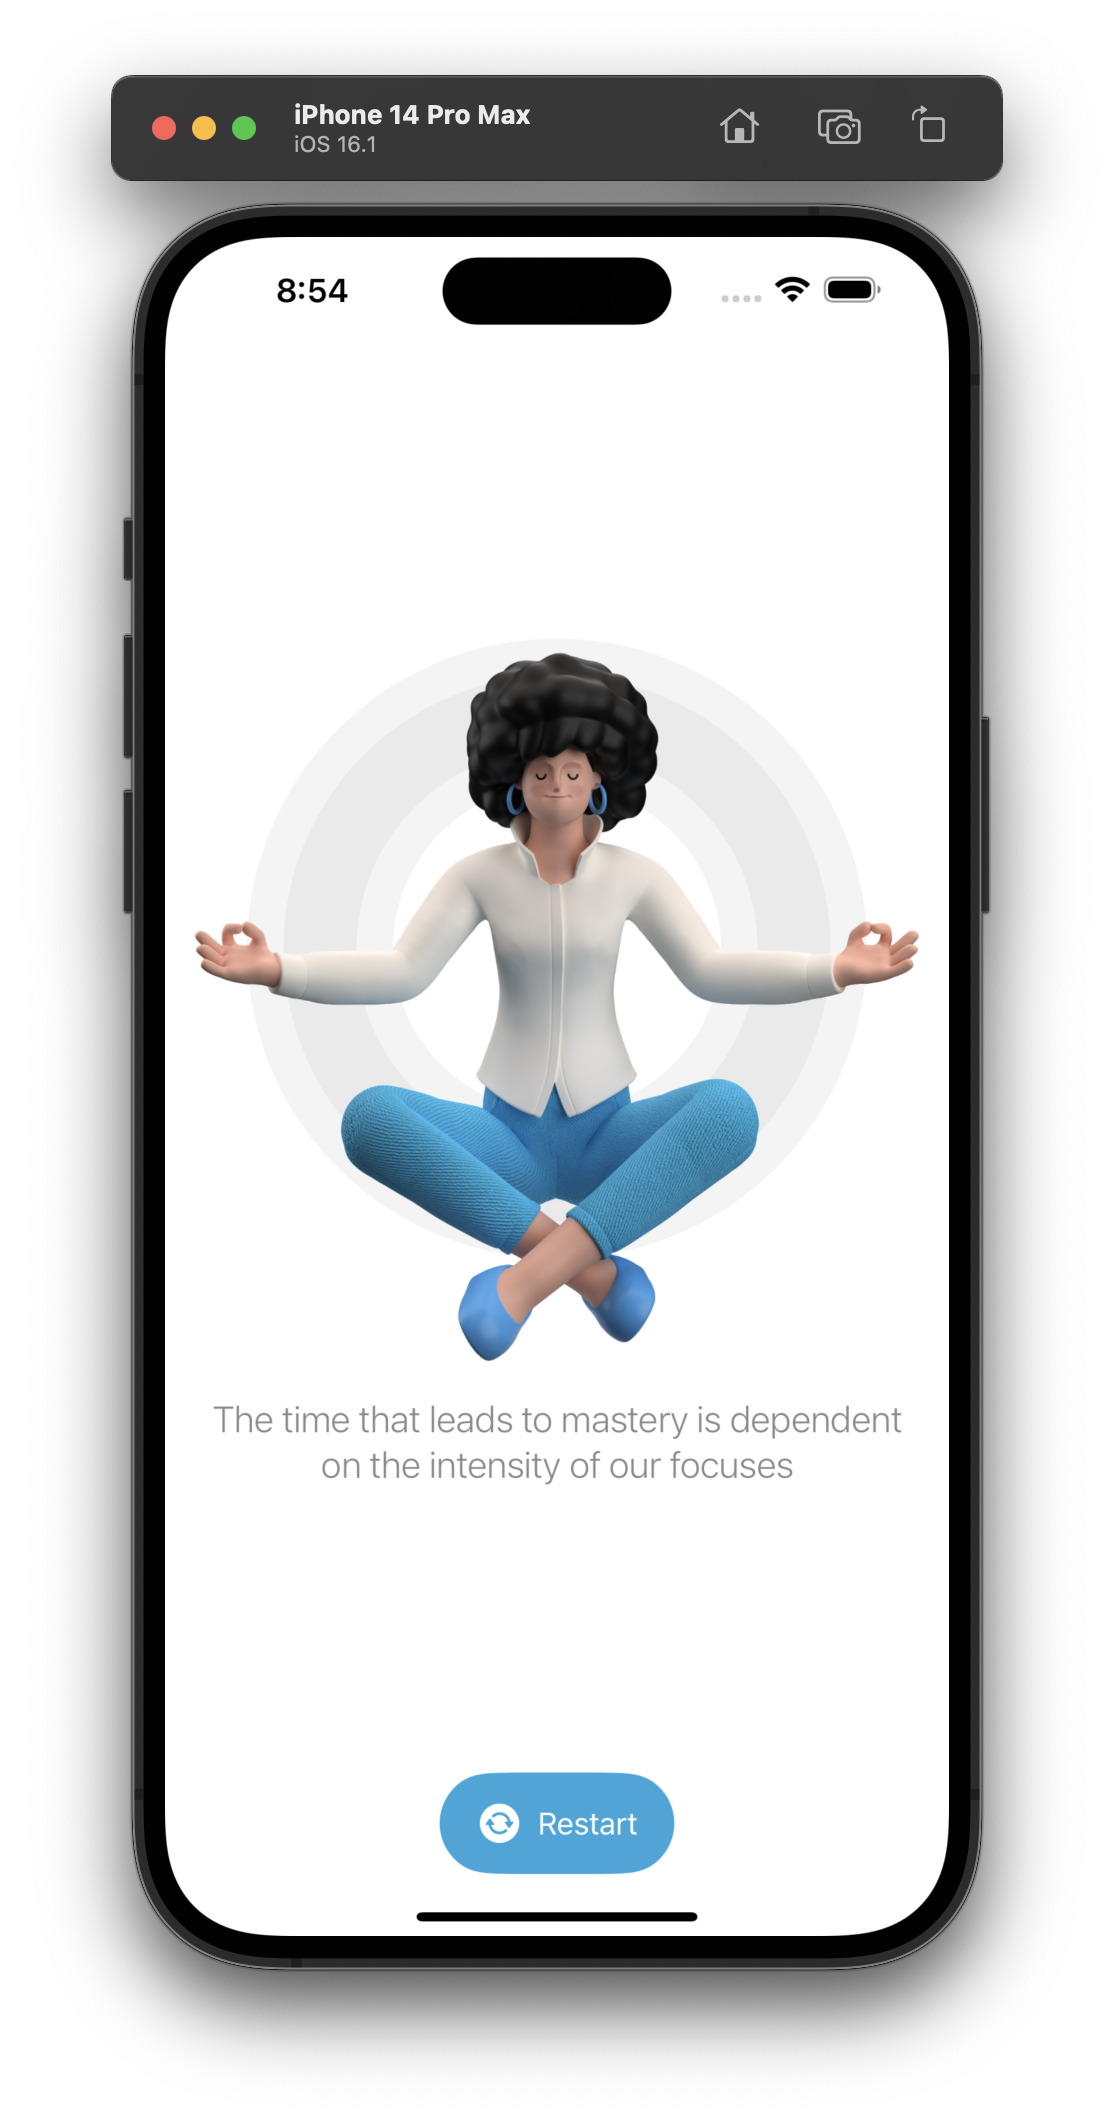 iPhone 14 Pro Max
iOS 16.1
8:54
The time that leads to mastery is dependent
on the intensity of our focuses
Restart